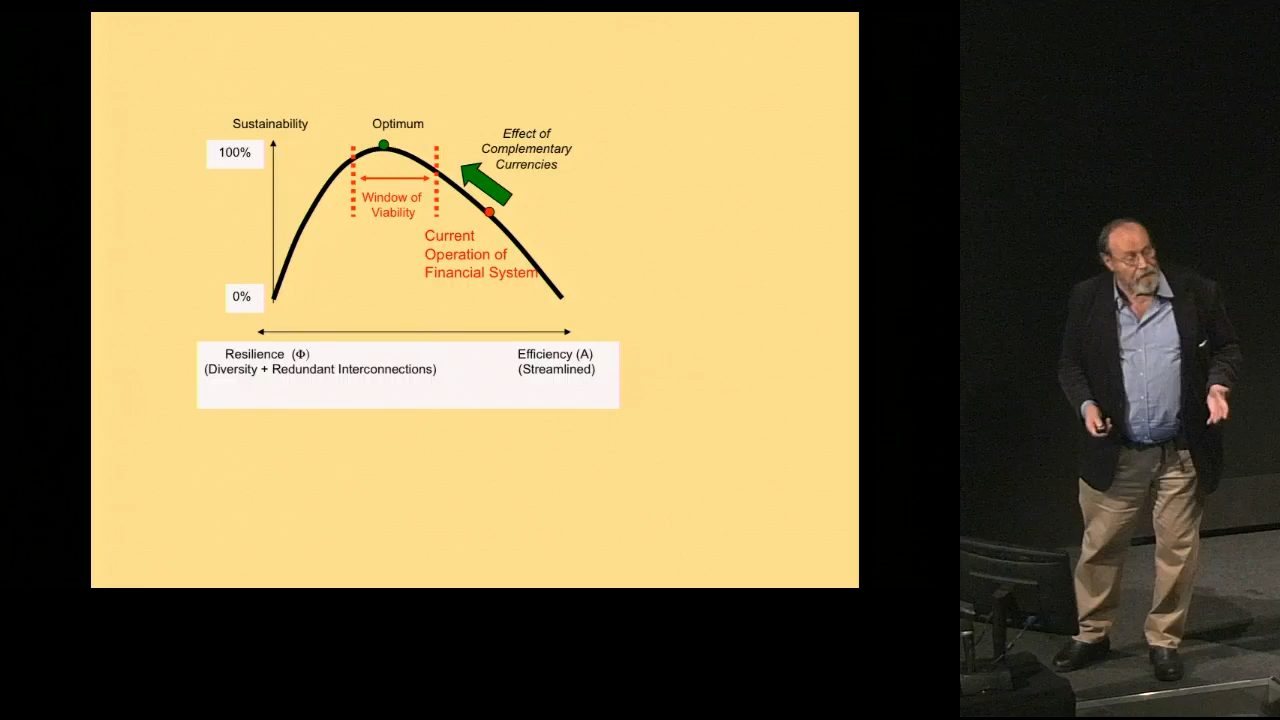 Sustainability
Optimum
Effect of
Complementary
Currencies
100%
Window of
Viability
Current
Operation of
Financial System
0%
Resilience (Φ)
(Diversity + Redundant Interconnections)
Efficiency (A)
(Streamlined)